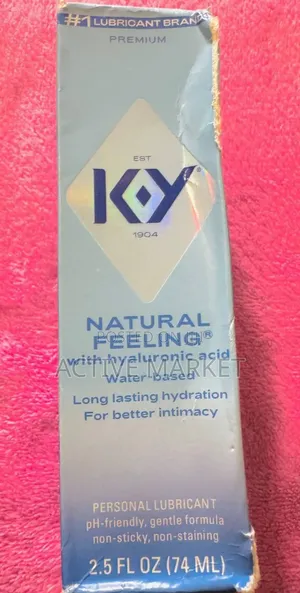 #1 LUBRICANT BRAND
PREMIUM
EST
KY®
1904
NATURAL
POSTED ON
FEELING®
with hyaluronic acid
ACTIVE MARKET
Water-based
Long lasting hydration
For better intimacy
PERSONAL LUBRICANT
pH-friendly, gentle formula
non-sticky, non-staining
2.5 FL OZ (74 ML)